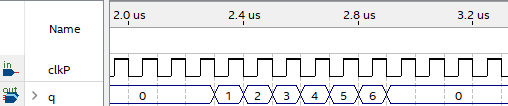 Name 2.0 us 2.4 us 2.8 us 3.2 us
in clkP
out > q 0 1 2 3 4 5 6 0